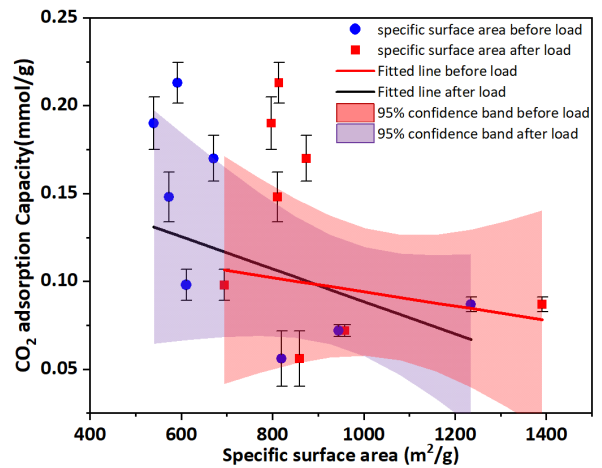 specific surface area before load
specific surface area after load
Fitted line before load
Fitted line after load
95% confidence band before load
95% confidence band after load
CO₂ adsorption Capacity(mmol/g)
0.25
0.20
0.15
0.10
0.05
400 600 800 1000 1200 1400
Specific surface area (m²/g)